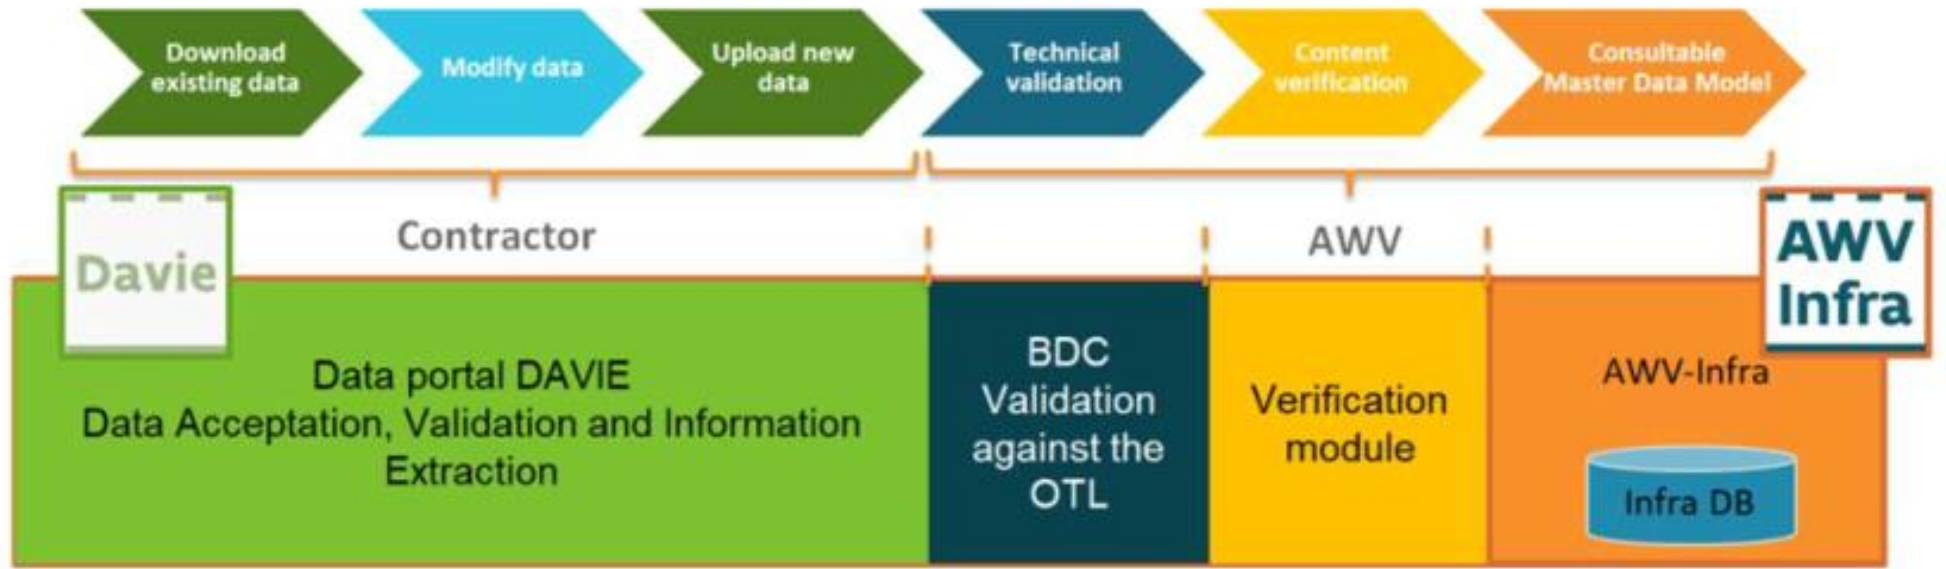 Download
existing data
Modify data
Upload new
data
Technical
validation
Content
verification
Consultable
Master Data Model
Contractor
AWV
Davie
AWV
Infra
Data portal DAVIE
Data Acceptation, Validation and Information
Extraction
BDC
Validation
against the
OTL
Verification
module
AWV-Infra
Infra DB